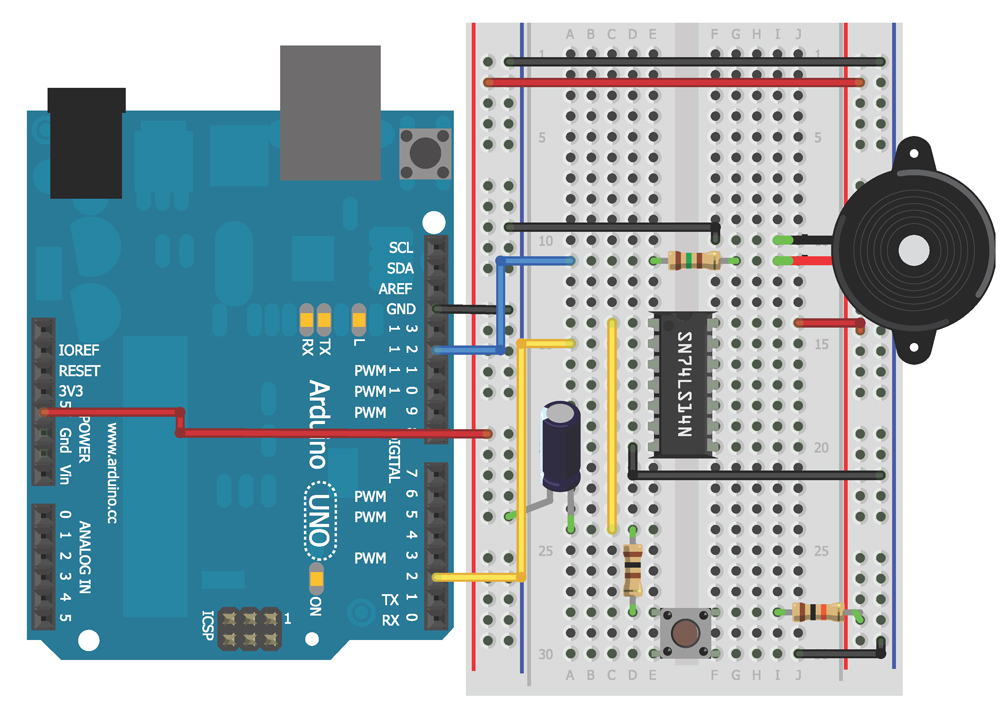 A B C D E F G H I J
1 1
5 5
10 10
15 15
20 20
25 25
30 30
A B C D E F G H I J
SCL
SDA
AREF
GND
1 3
1 2
PWM 1 1
PWM 1 0
PWM 9
8
DIGITAL
7
PWM 6
PWM 5
4
PWM 3
2
TX 1
RX 0
RX TX L
Arduino
UNO
ON
IOREF
RESET
3V3
5
Gnd Vin
POWER
www.arduino.cc
0
1
2
3
4
5
ANALOG IN
ICSP
1
SN74LS14N